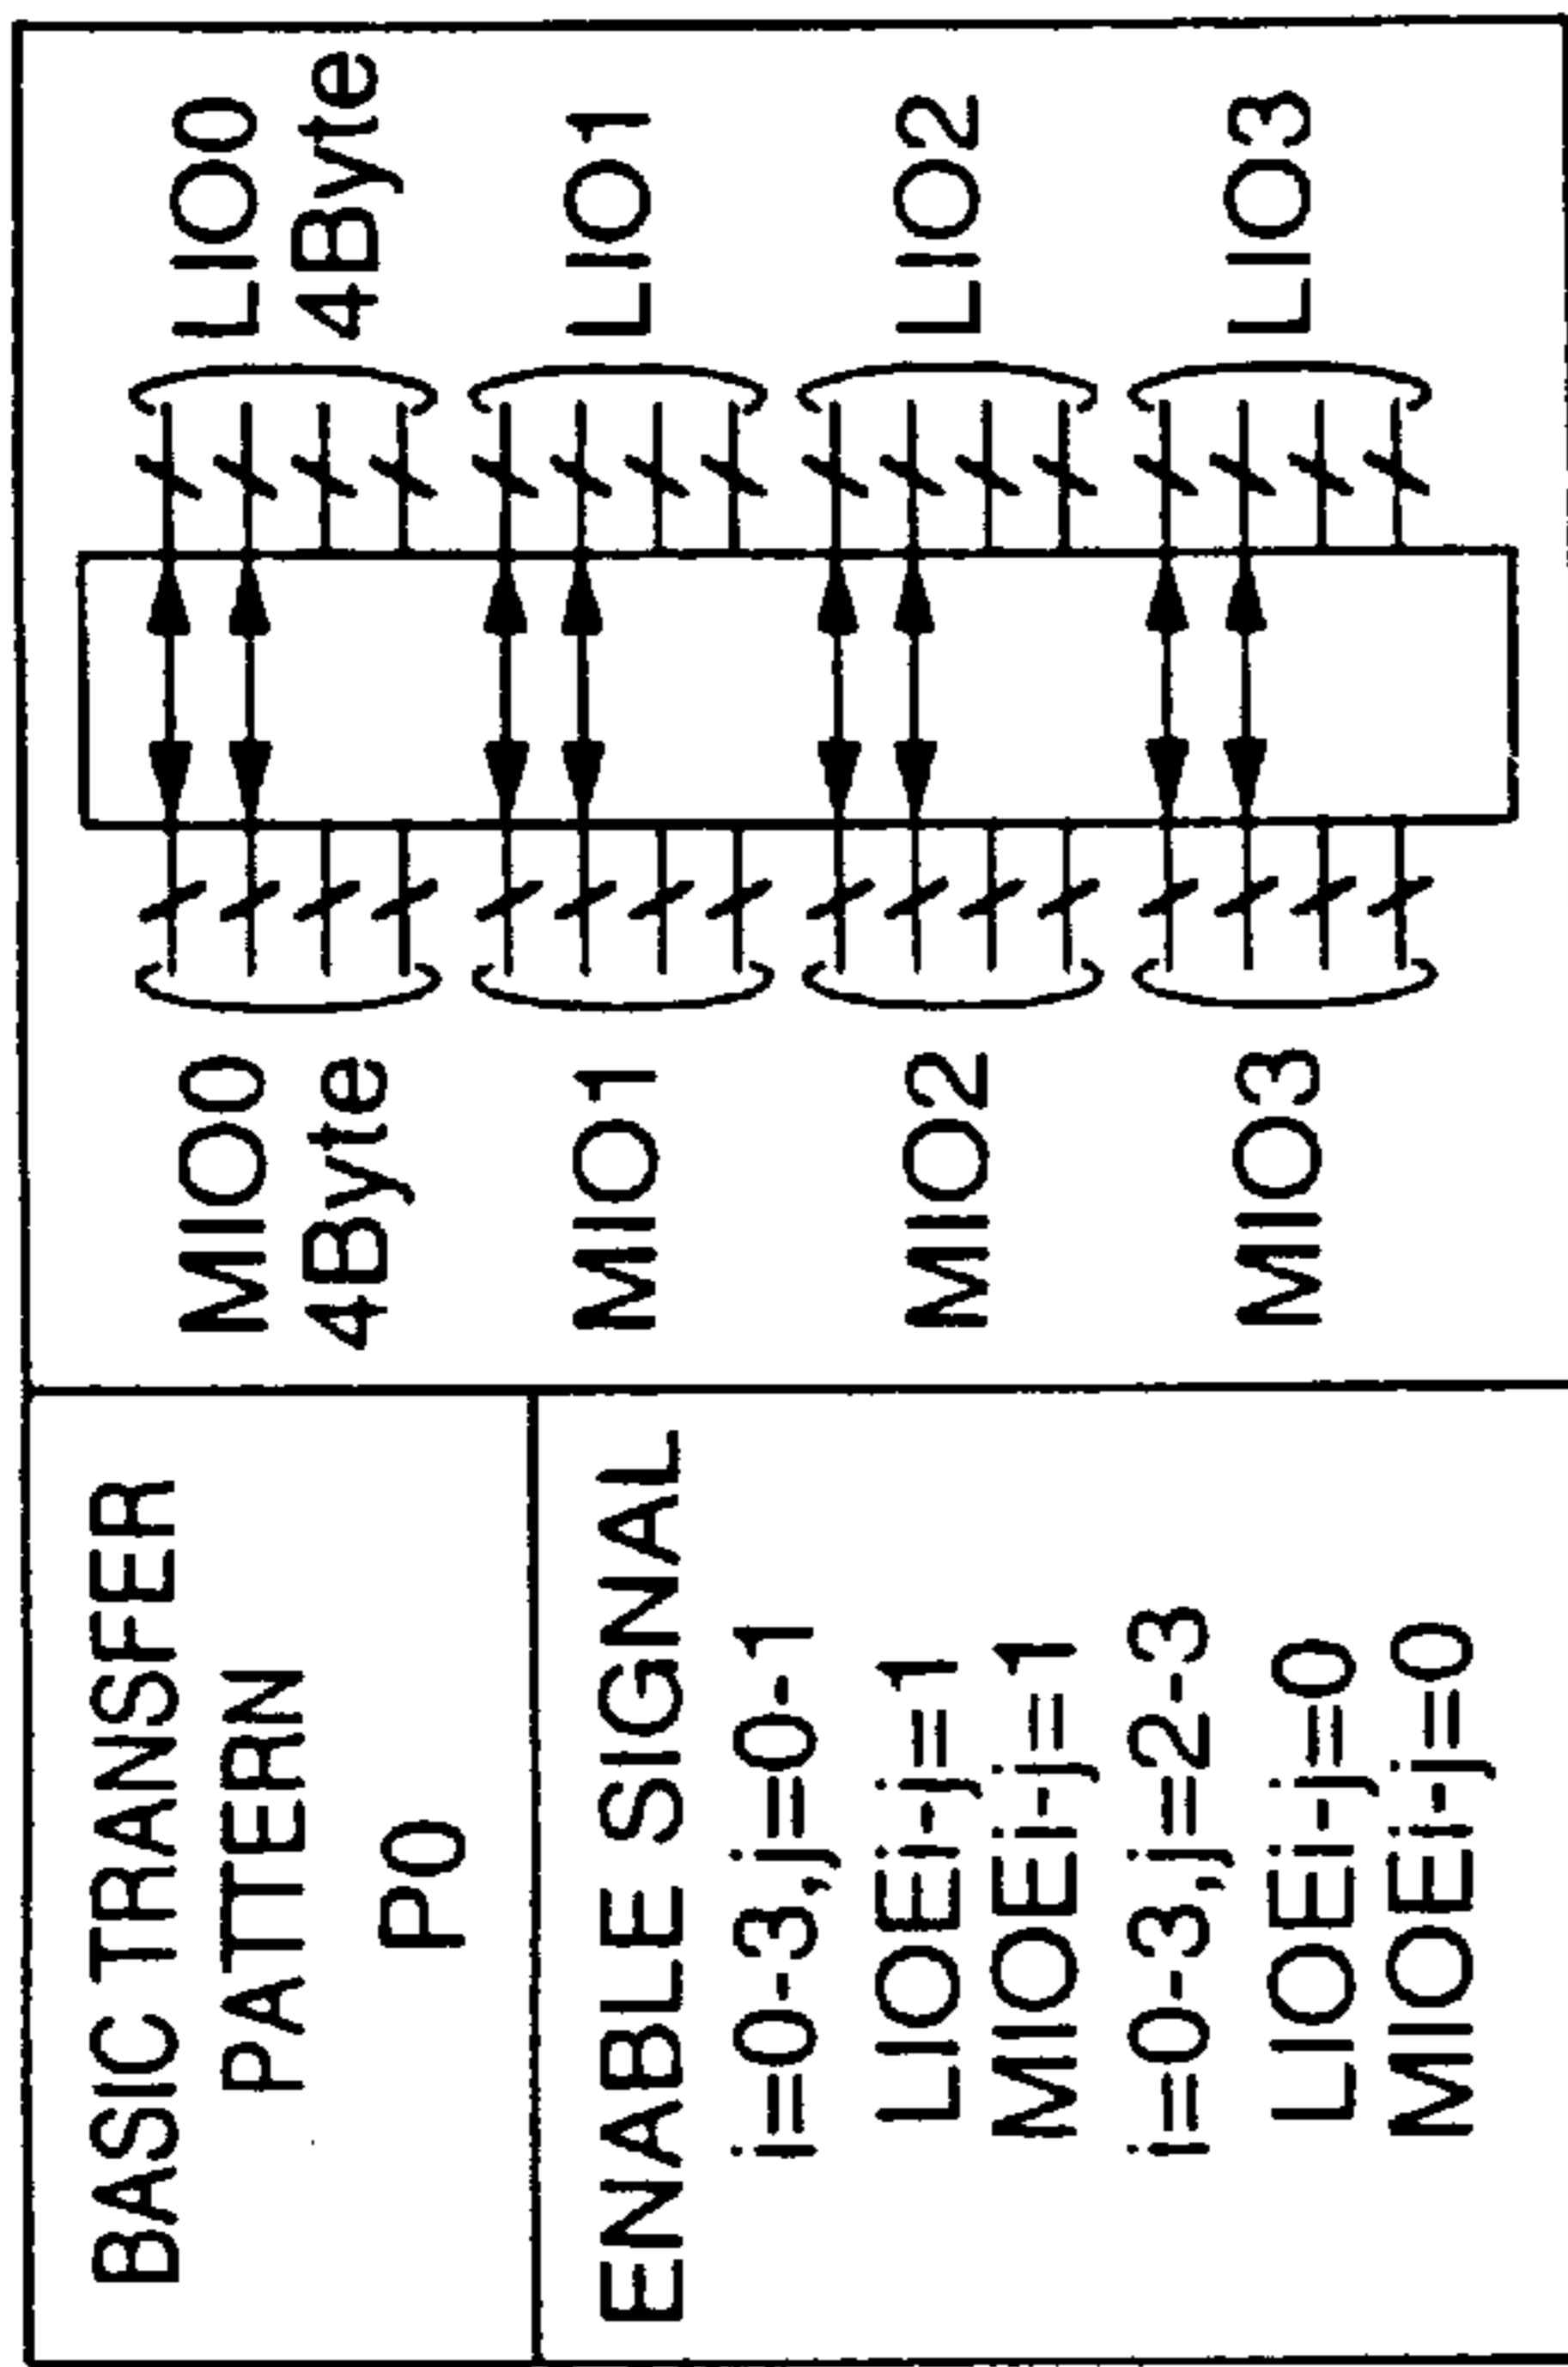 BASIC TRANSFER
PATTERN
P0
ENABLE SIGNAL
i=0-3,j=0-1
LIOEi-j=1
MIOEi-j=1
i=0-3,j=2-3
LIOEi-j=0
MIOEi-j=0
MIO0
4Byte
MIO1
MIO2
MIO3
LIO0
4Byte
LIO1
LIO2
LIO3